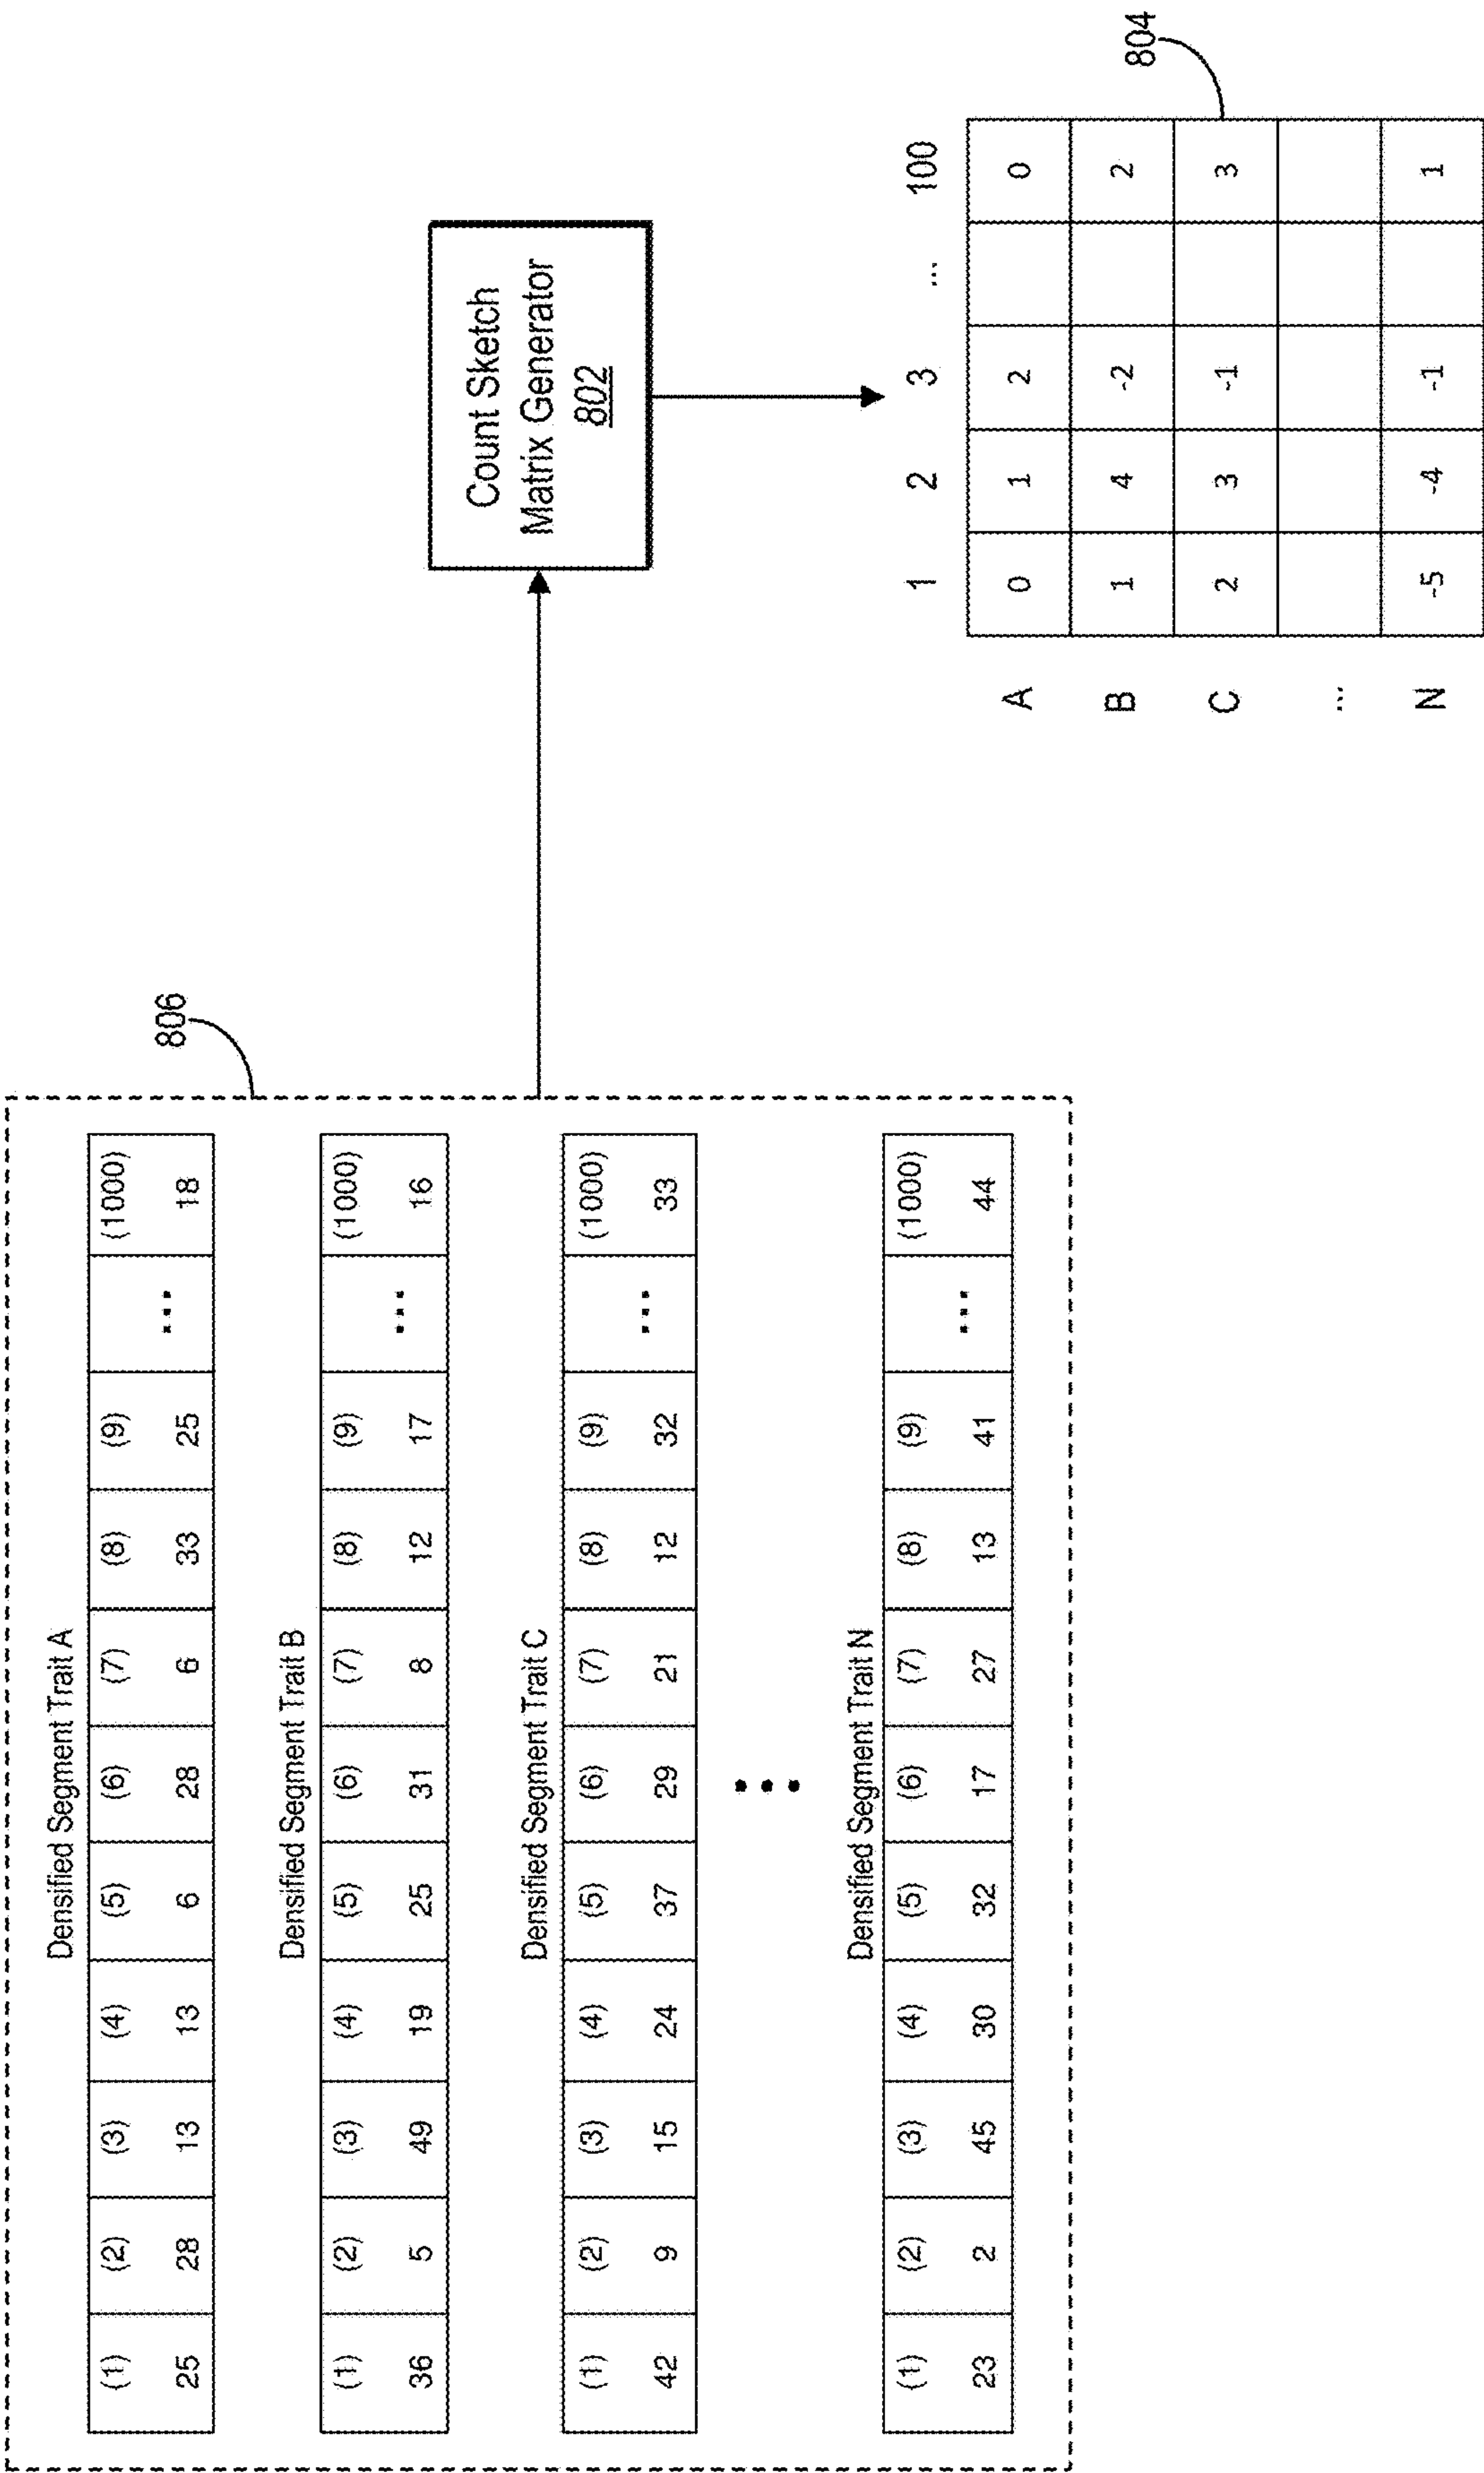 806
Densified Segment Trait A
(1) (2) (3) (4) (5) (6) (7) (8) (9) (1000)
25 28 13 13 6 28 6 33 25 ... 18
Densified Segment Trait B
(1) (2) (3) (4) (5) (6) (7) (8) (9) (1000)
36 5 49 19 25 31 8 12 17 ... 16
Densified Segment Trait C
(1) (2) (3) (4) (5) (6) (7) (8) (9) (1000)
42 9 15 24 37 29 21 12 32 ... 33
...
Densified Segment Trait N
(1) (2) (3) (4) (5) (6) (7) (8) (9) (1000)
23 2 45 30 32 17 27 13 41 ... 44
Count Sketch
Matrix Generator
802
804
1 2 3 ... 100
A 0 1 2 0
B 1 4 -2 2
C 2 3 -1 3
...
N -5 -4 -1 1